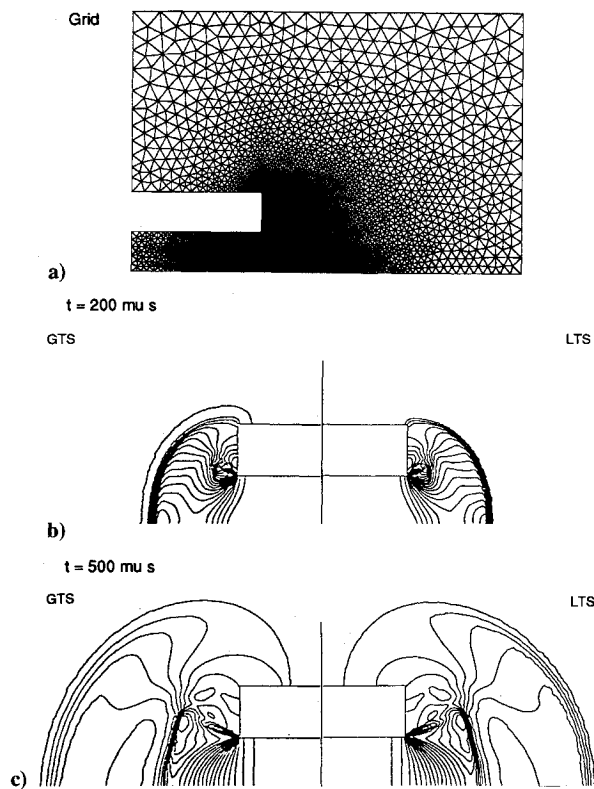 Grid
a)
t = 200 mu s
GTS LTS
b)
t = 500 mu s
GTS LTS
c)